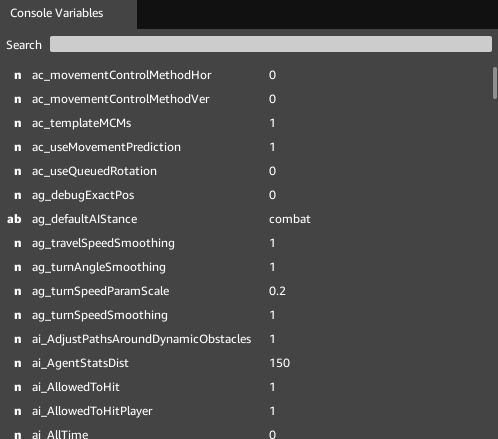 Console Variables
Search
n ac_movementControlMethodHor 0
n ac_movementControlMethodVer 0
n ac_templateMCMs 1
n ac_useMovementPrediction 1
n ac_useQueuedRotation 0
n ag_debugExactPos 0
ab ag_defaultAIStance combat
n ag_travelSpeedSmoothing 1
n ag_turnAngleSmoothing 1
n ag_turnSpeedParamScale 0.2
n ag_turnSpeedSmoothing 1
n ai_AdjustPathsAroundDynamicObstacles 1
n ai_AgentStatsDist 150
n ai_AllowedToHit 1
n ai_AllowedToHitPlayer 1
n ai_AllTime 0